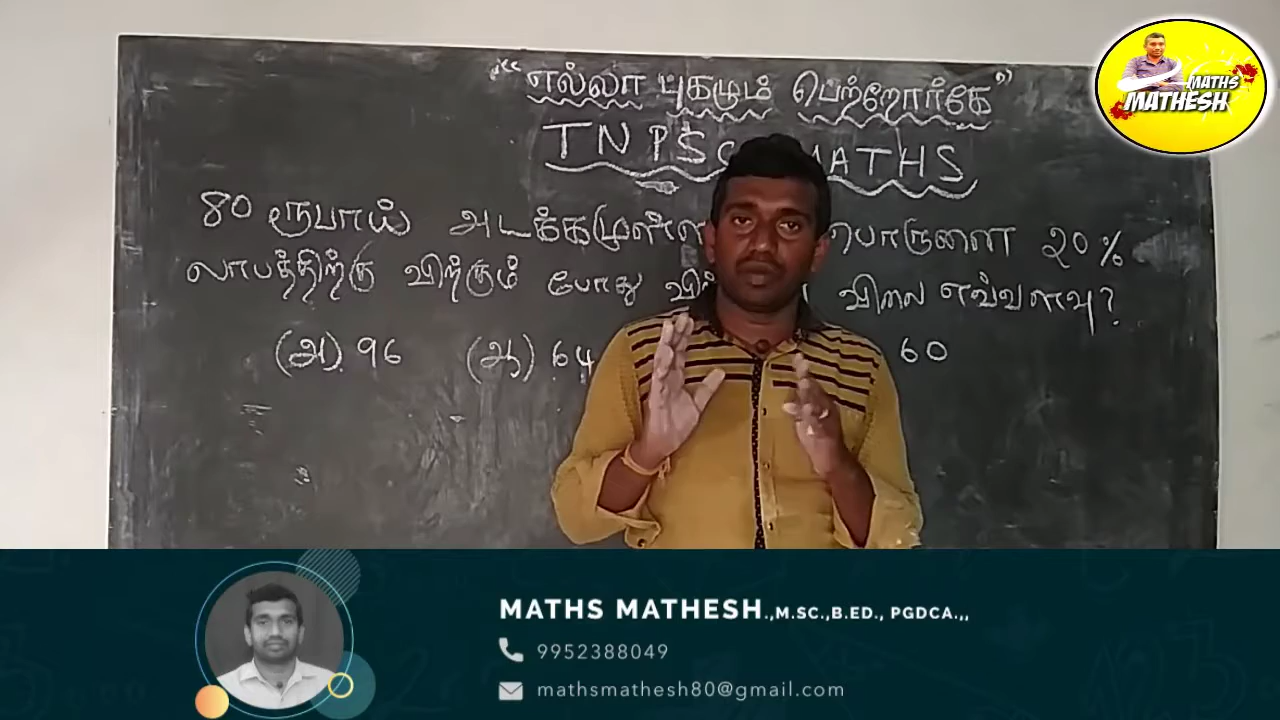 "எல்லா புகழும் பெற்றோர்கே"
TNPSC MATHS
80 ரூபாய் அடக்கமுள்ள பொருளை 20%
லாபத்திற்கு விற்கும் போது விலை எவ்வளவு?
(அ) 96 (ஆ) 64 60
MATHS
MATHESH
MATHS MATHESH.,M.SC.,B.ED., PGDCA.,,
9952388049
mathsmathesh80@gmail.com